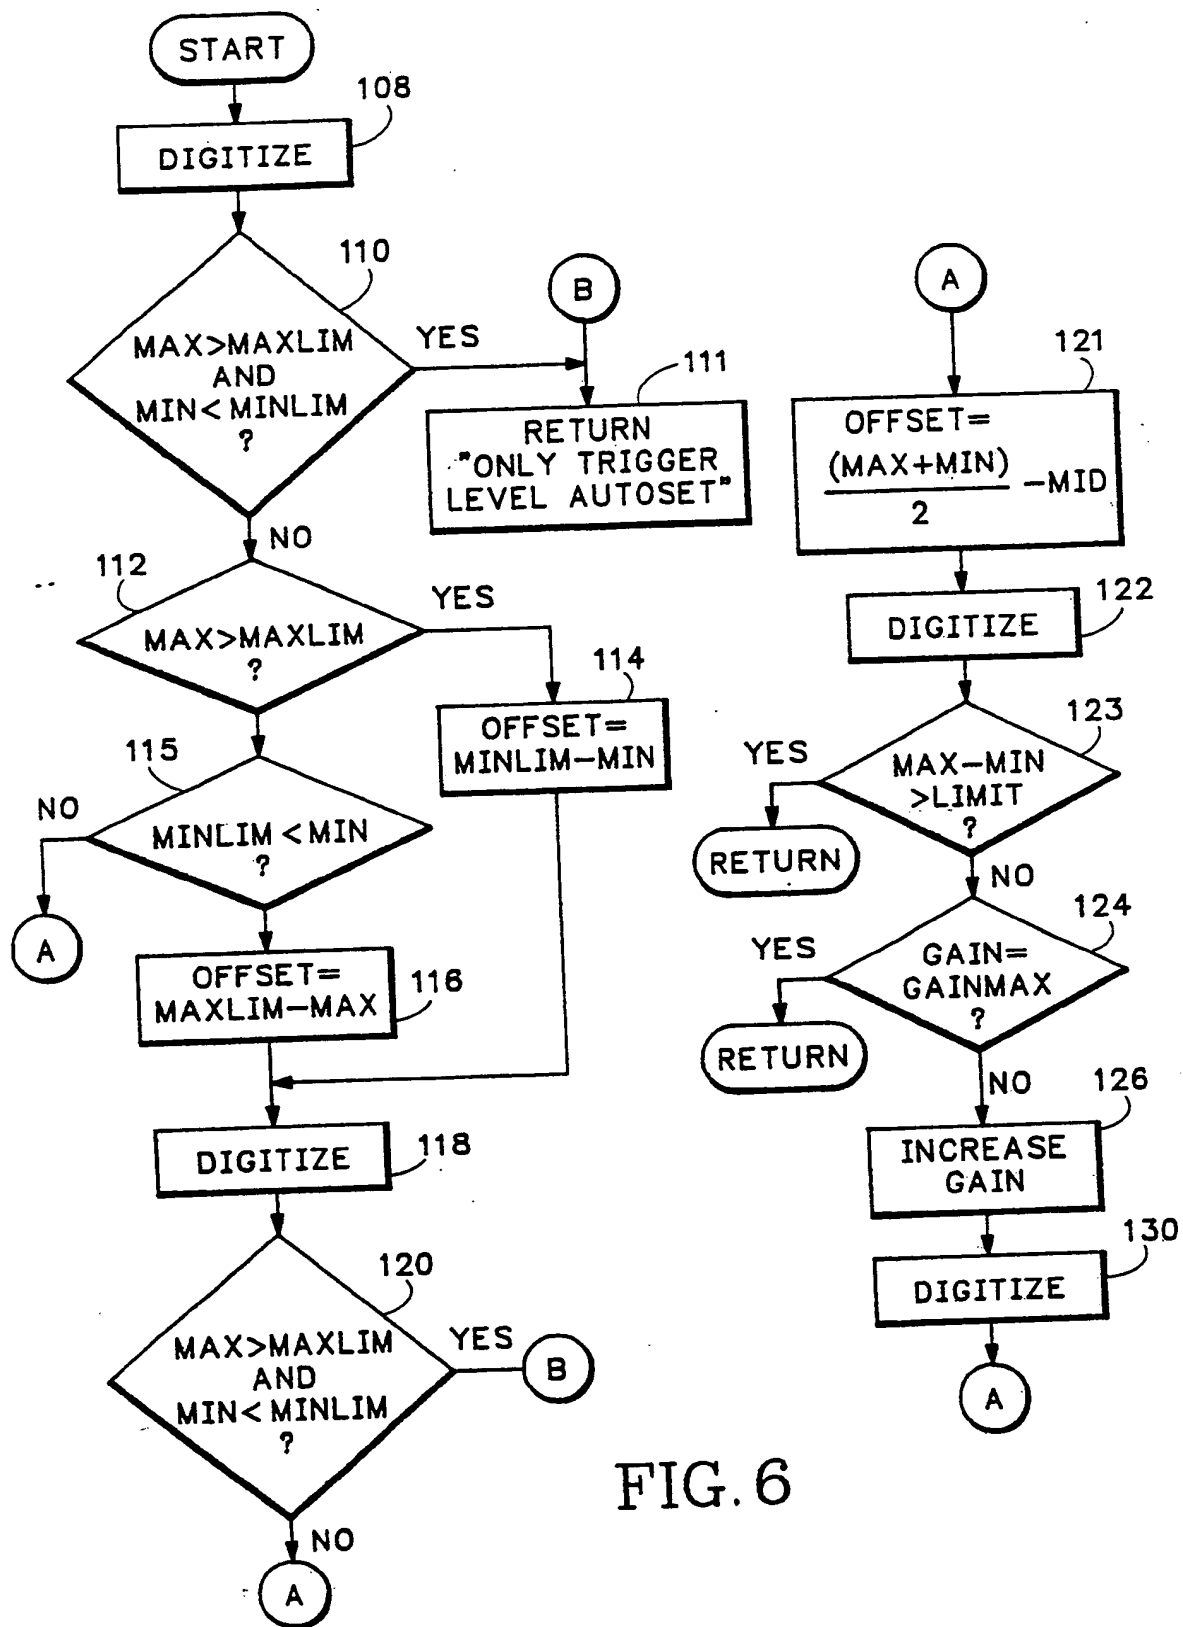 START
108
DIGITIZE
110
MAX>MAXLIM
AND
MIN<MINLIM
?
YES
B
111
RETURN
"ONLY TRIGGER
LEVEL AUTOSET"
NO
112
MAX>MAXLIM
?
YES
114
OFFSET=
MINLIM-MIN
115
NO
MINLIM<MIN
?
A
OFFSET=
MAXLIM-MAX
116
DIGITIZE
118
120
MAX>MAXLIM
AND
MIN<MINLIM
?
YES
B
NO
A
A
121
OFFSET=
(MAX+MIN)
2
-MID
122
DIGITIZE
123
YES
MAX-MIN
>LIMIT
?
RETURN
NO
124
YES
GAIN=
GAINMAX
?
RETURN
NO
126
INCREASE
GAIN
130
DIGITIZE
A
FIG. 6